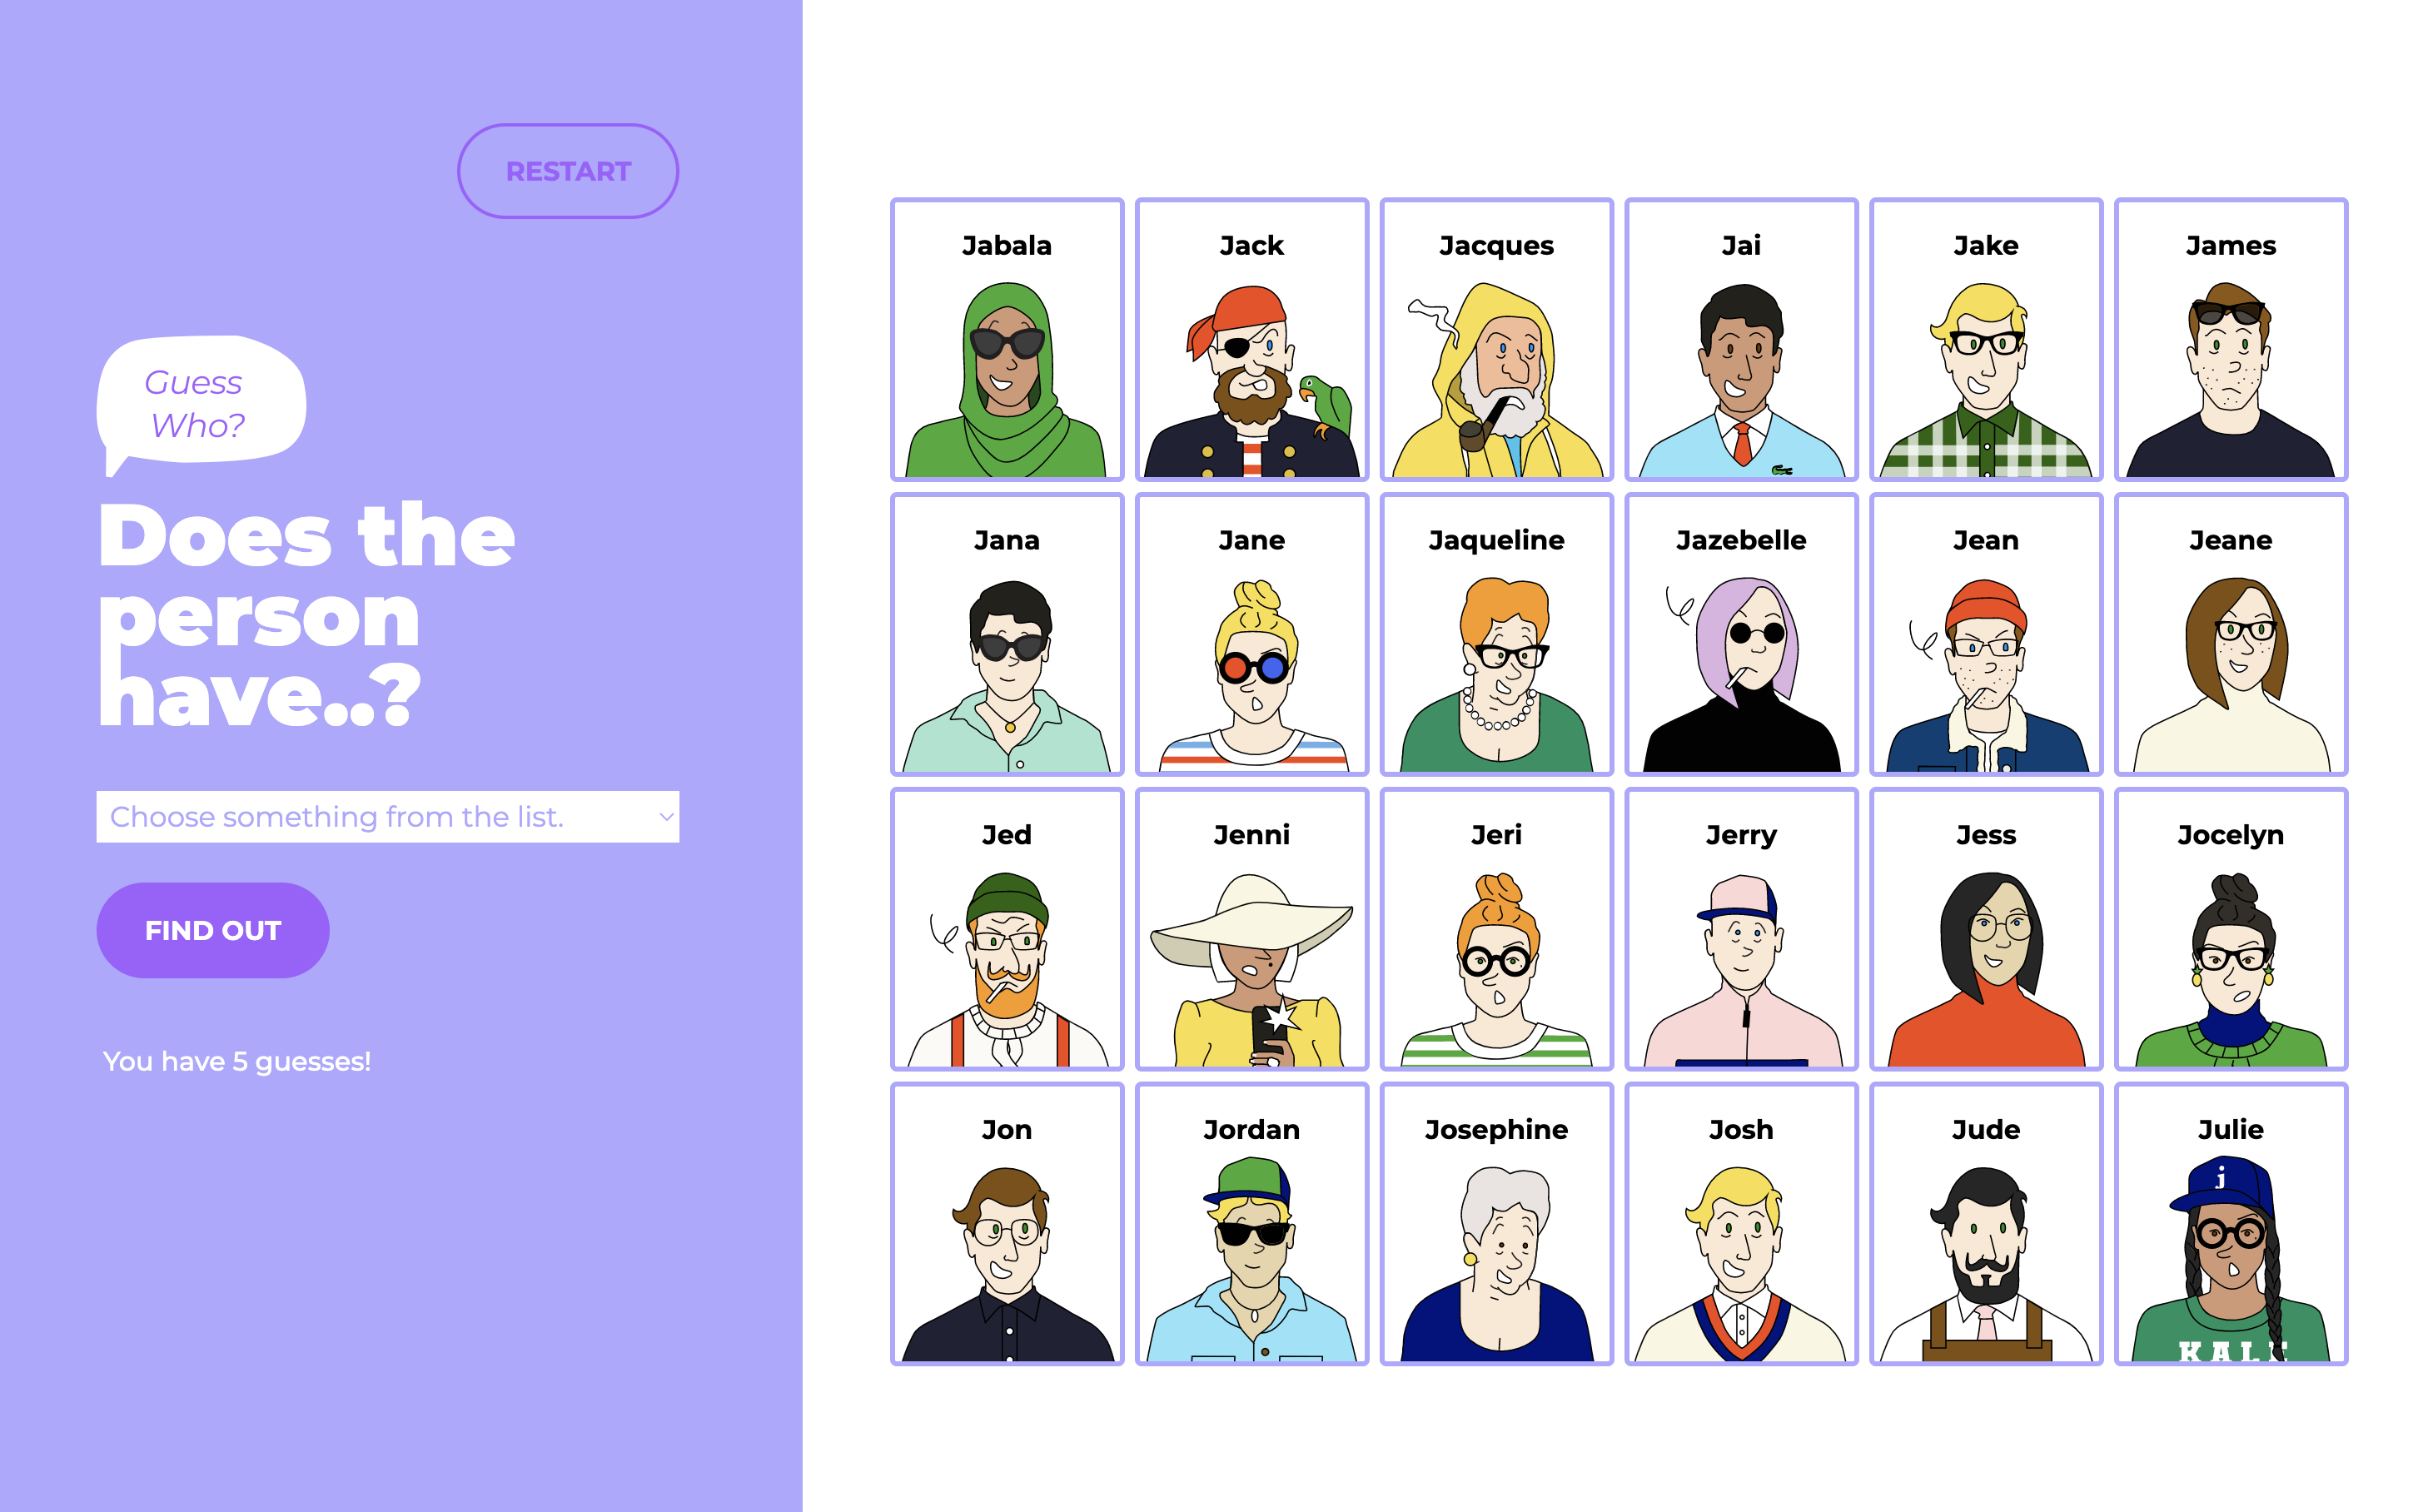 RESTART
Guess
Who?
Does the
person
have..?
Choose something from the list.
FIND OUT
You have 5 guesses!
Jabala
Jack
Jacques
Jai
Jake
James
Jana
Jane
Jaqueline
Jazebelle
Jean
Jeane
Jed
Jenni
Jeri
Jerry
Jess
Jocelyn
Jon
Jordan
Josephine
Josh
Jude
Julie
j